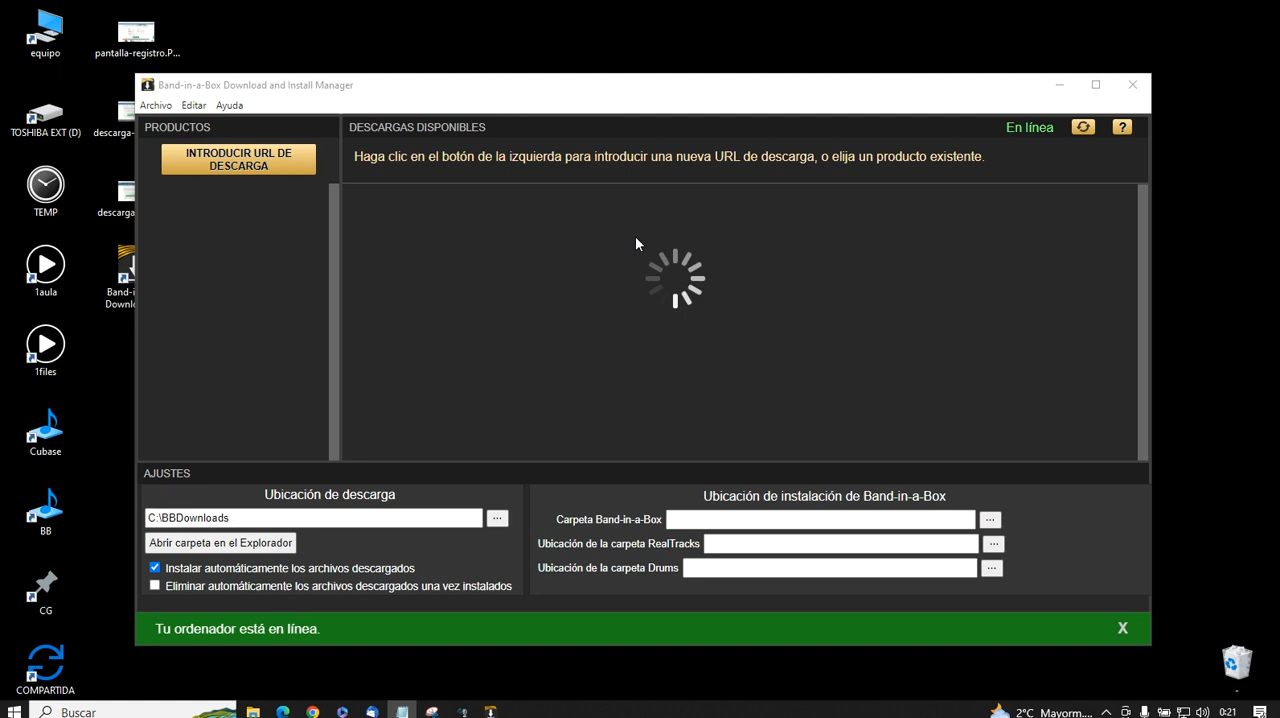 equipo
pantalla-registro.P...
TOSHIBA EXT (D)
descarga-
TEMP
descarga
1aula
Band-i
Downlo
1files
Cubase
BB
CG
COMPARTIDA
Band-in-a-Box Download and Install Manager
Archivo Editar Ayuda
PRODUCTOS
INTRODUCIR URL DE
DESCARGA
DESCARGAS DISPONIBLES
En línea
?
Haga clic en el botón de la izquierda para introducir una nueva URL de descarga, o elija un producto existente.
AJUSTES
Ubicación de descarga
C:\BBDownloads
...
Abrir carpeta en el Explorador
Instalar automáticamente los archivos descargados
Eliminar automáticamente los archivos descargados una vez instalados
Ubicación de instalación de Band-in-a-Box
Carpeta Band-in-a-Box ...
Ubicación de la carpeta RealTracks ...
Ubicación de la carpeta Drums ...
Tu ordenador está en línea.
X
Buscar
2°C Mayorm....
0:21